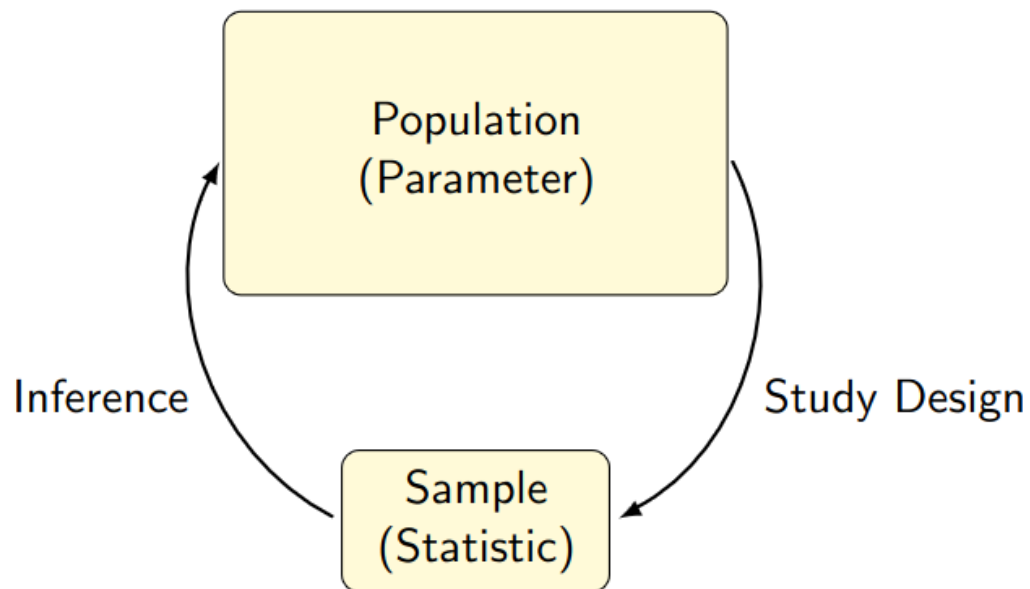 Population
(Parameter)
Inference
Study Design
Sample
(Statistic)